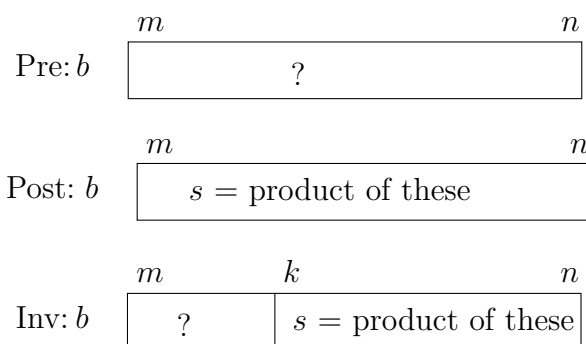 m n
Pre: b ?
m n
Post: b s = product of these
m k n
Inv: b ? s = product of these